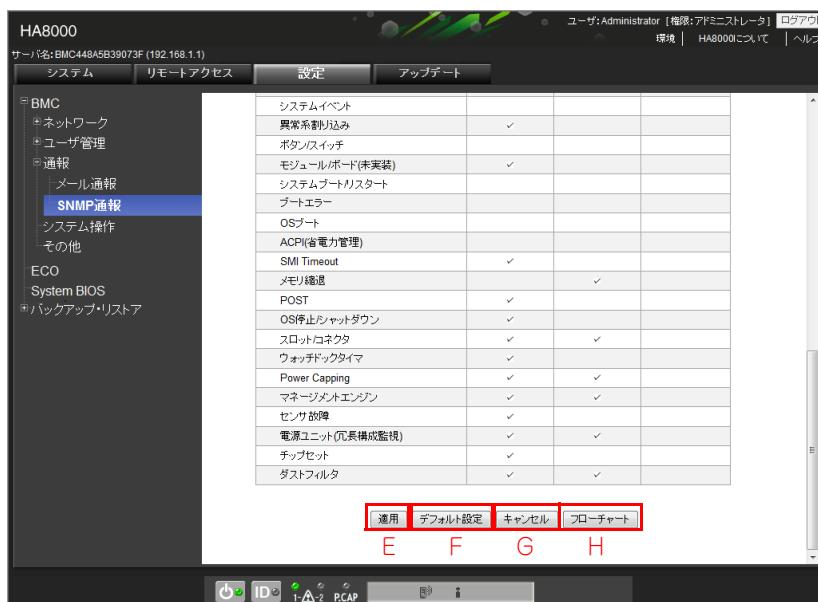 HA8000
ユーザ:Administrator [権限:アドミニストレータ] ログアウ
サーバ名:BMC448A5B39073F (192.168.1.1)
環境 | HA8000について | ヘルプ
システム リモートアクセス 設定 アップデート
BMC
ネットワーク
ユーザ管理
通報
メール通報
SNMP通報
システム操作
その他
ECO
System BIOS
バックアップ・リストア
システムイベント
異常系割り込み ✓
ボタン/スイッチ
モジュール/ボード(未実装) ✓
システムブート/リスタート
ブートエラー
OSブート
ACPI(省電力管理)
SMI Timeout ✓
メモリ縮退 ✓
POST ✓
OS停止/シャットダウン ✓
スロット/コネクタ ✓ ✓
ウォッチドックタイマ ✓
Power Capping ✓ ✓
マネージメントエンジン ✓ ✓
センサ故障 ✓
電源ユニット(冗長構成監視) ✓ ✓
チップセット ✓
ダストフィルタ ✓ ✓
適用 デフォルト設定 キャンセル フローチャート
E F G H
ID 1-⚠-2 P.CAP